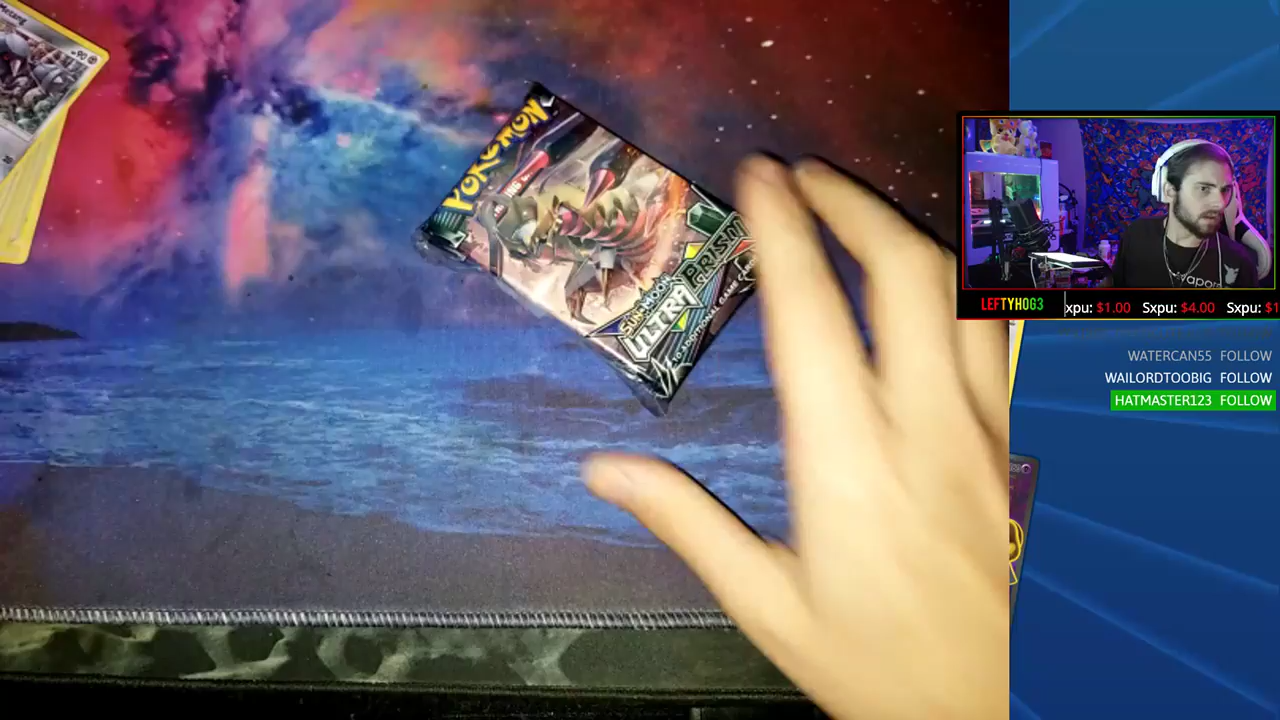 POKEMON
SUN & MOON
ULTRA PRISM
LEFTYHOG3
xpu: $1.00 Sxpu: $4.00 Sxpu: $1
WATERCAN55 FOLLOW
WAILORDTOOBIG FOLLOW
HATMASTER123 FOLLOW